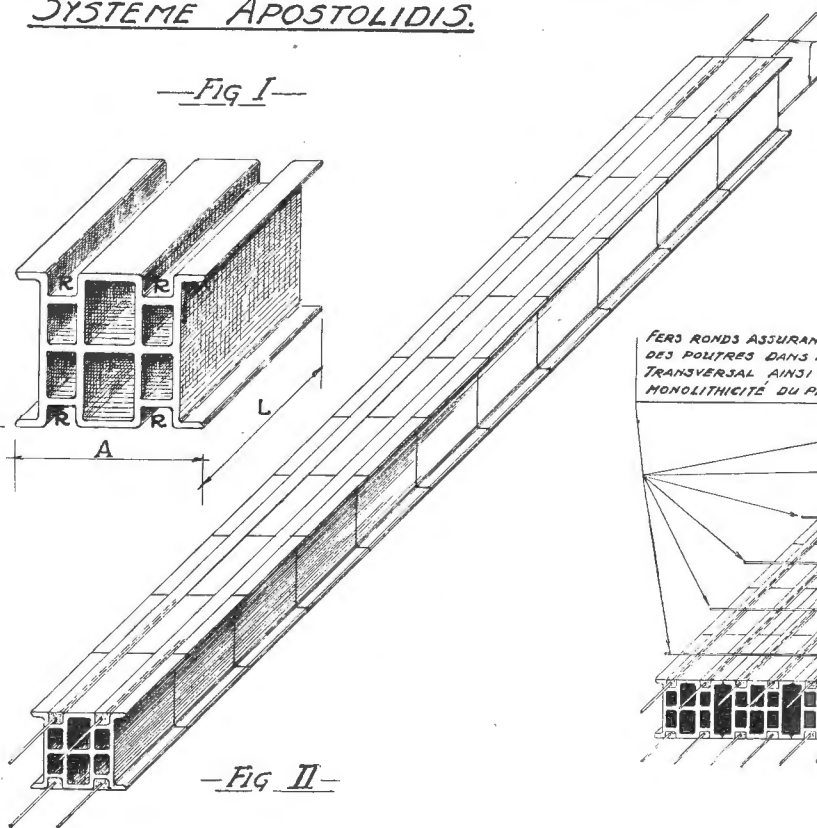 SYSTEME APOSTOLIDIS.
—FIG I—
R R
R R
A
L
FERS RONDS ASSURAN
DES POUTRES DANS
TRANSVERSAL AINSI
MONOLITHICITÉ DU P
—FIG II—